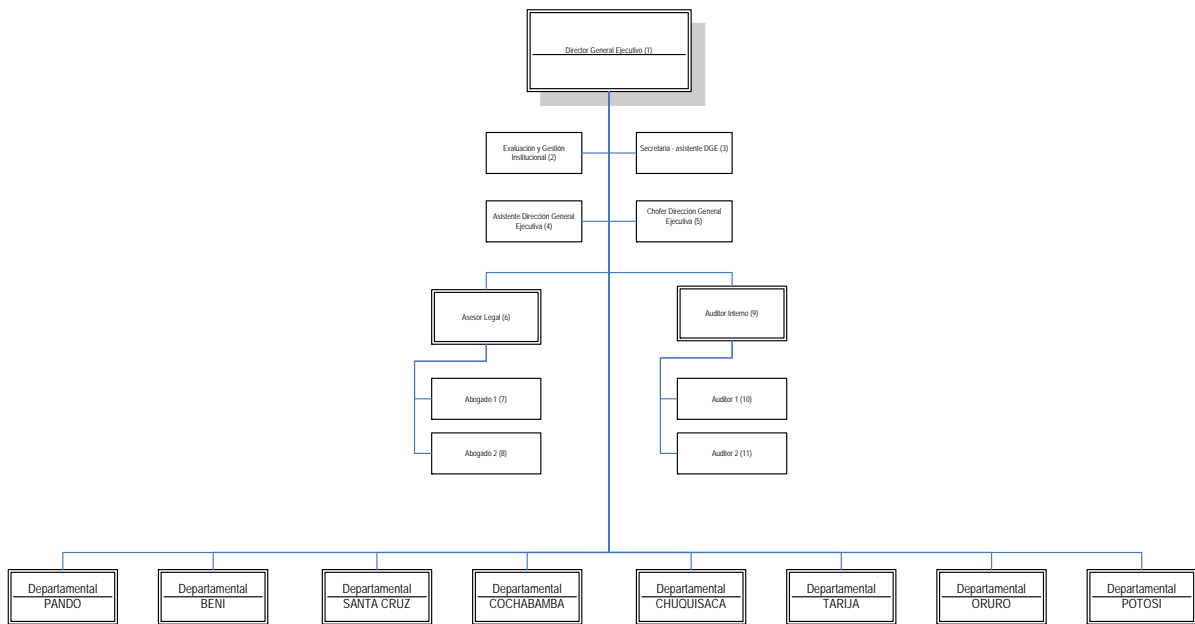 Director General Ejecutivo (1)
Evaluación y Gestión
Institucional (2)
Secretaria - asistente DGE (3)
Asistente Dirección General
Ejecutiva (4)
Chofer Dirección General
Ejecutiva (5)
Asesor Legal (6)
Auditor Interno (9)
Abogado 1 (7)
Auditor 1 (10)
Abogado 2 (8)
Auditor 2 (11)
Departamental
PANDO
Departamental
BENI
Departamental
SANTA CRUZ
Departamental
COCHABAMBA
Departamental
CHUQUISACA
Departamental
TARIJA
Departamental
ORURO
Departamental
POTOSI